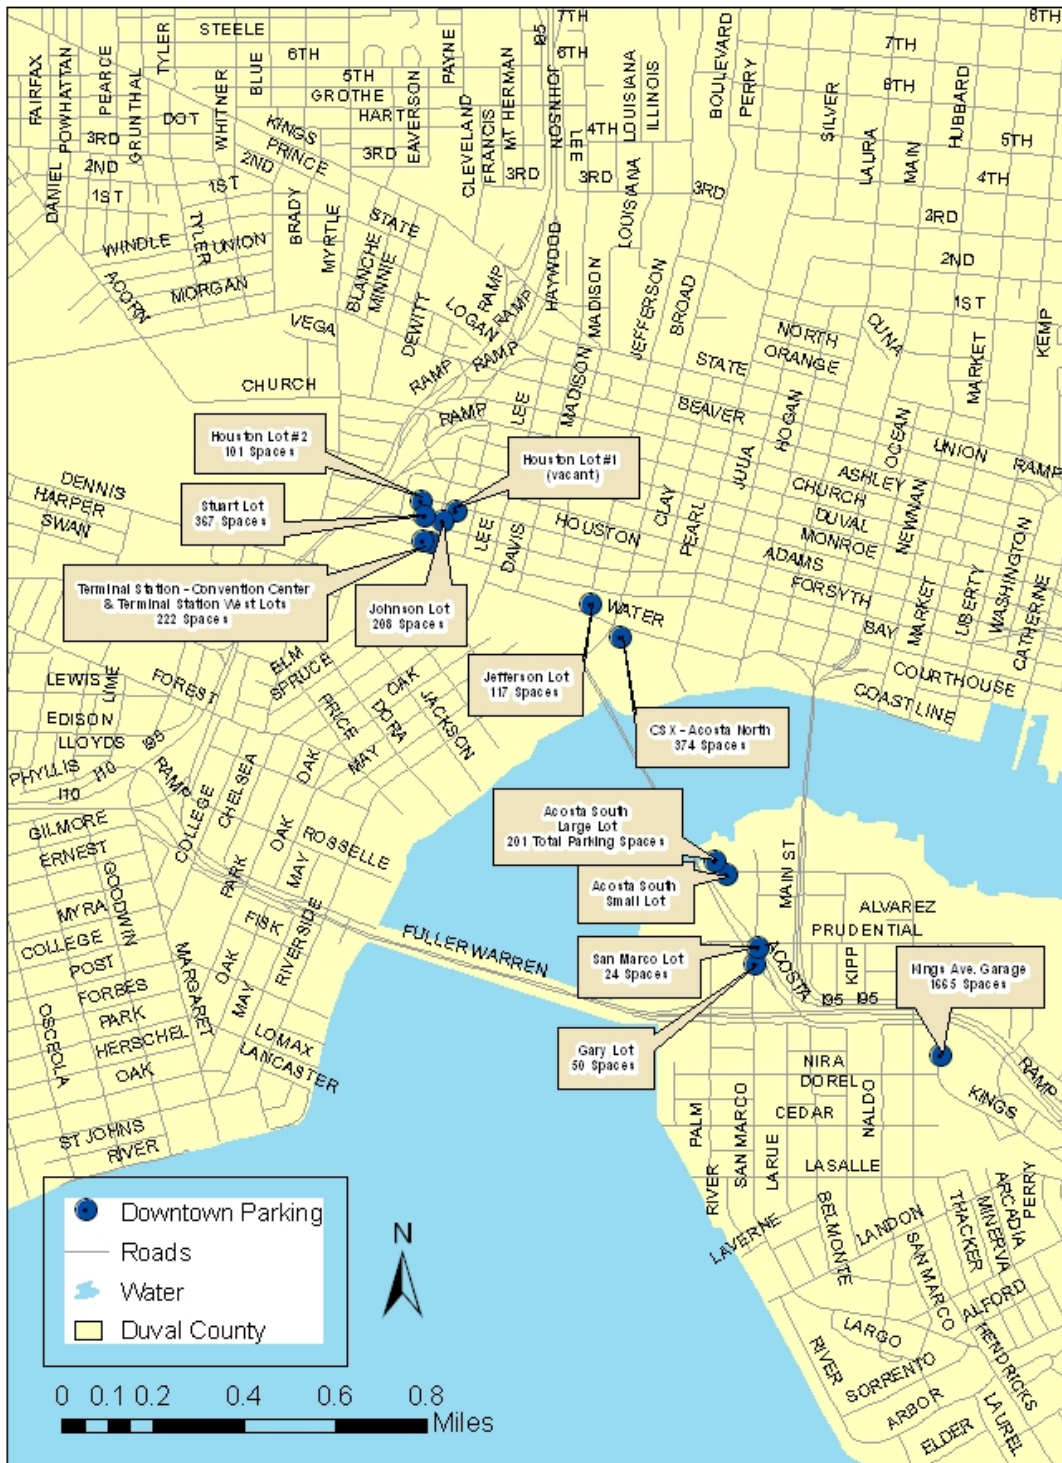 7TH
8TH
STEELE
TYLER
6TH
BLUE
PAYNE
I95
6TH
7TH
FAIRFAX
POWHATTAN
PEARCE
GRUNTHAL
WHITNER
5TH
GROTHE
HART
EAVERSON
CLEVELAND
FRANCIS
MT HERMAN
JOHNSON
LEE
LOUISIANA
ILLINOIS
BOULEVARD
PERRY
SILVER
8TH
LAURA
MAIN
HUBBARD
5TH
DOT
KINGS
PRINCE
3RD
4TH
3RD
2ND
1ST
DANIEL
2ND
1ST
3RD
3RD
LOUISIANA
3RD
4TH
3RD
2ND
BRADY
MYRTLE
STATE
WINDLE
TYLER
UNION
MORGAN
ACORN
BLANCHE
MINNIE
DEWITT
LOGAN
RAMP
RAMP
HAYWOOD
MADISON
JEFFERSON
BROAD
1ST
VEGA
RAMP
RAMP
MADISON
STATE
NORTH
ORANGE
CUNA
MARKET
KEMP
CHURCH
RAMP
LEE
BEAVER
HOGAN
OCEAN
UNION
RAMP
Houston Lot #2
101 Spaces
Houston Lot #1
(vacant)
Stuart Lot
367 Spaces
DENNIS
HARPER
SWAN
LEE
DAVIS
HOUSTON
CLAY
PEARL
JULIA
ASHLEY
CHURCH
DUVAL
MONROE
ADAMS
FORSYTH
BAY
NEWNAN
MARKET
LIBERTY
WASHINGTON
CATHERINE
Terminal Station - Convention Center
& Terminal Station West Lots
222 Spaces
Johnson Lot
208 Spaces
WATER
Jefferson Lot
117 Spaces
CSX - Acosta North
374 Spaces
COURTHOUSE
COAST LINE
LEWIS
LIME
FOREST
ELM
SPRUCE
PRICE
OAK
DORA
MAY
JACKSON
EDISON
LLOYDS
PHYLLIS
I10
I95
I10
RAMP
COLLEGE
CHELSEA
OAK
GILMORE
ERNEST
GOODWIN
PARK
OAK
MAY
ROSSELLE
Acosta South
Large Lot
201 Total Parking Spaces
Acosta South
Small Lot
MAIN ST
ALVAREZ
PRUDENTIAL
MYRA
COLLEGE
POST
FORBES
PARK
HERSCHEL
OAK
OSCEOLA
MARGARET
FISK
OAK
MAY
RIVERSIDE
LOMAX
LANCASTER
FULLER WARREN
San Marco Lot
24 Spaces
ACOSTA
KIPP
I95
I95
Kings Ave. Garage
1665 Spaces
Gary Lot
50 Spaces
NIRA
DOREL
CEDAR
NALDO
KINGS
RAMP
ST JOHNS
RIVER
PALM
RIVER
SAN MARCO
LARUE
LASALLE
LAVERNE
BELMONTE
LANDON
SAN MARCO
THACKER
MINERVA
ARCADIA
PERRY
ALFORD
HENDRICKS
LARGO
RIVER
SORRENTO
ARBOR
ELDER
LAUREL
Downtown Parking
Roads
Water
Duval County
N
0 0.1 0.2 0.4 0.6 0.8
Miles